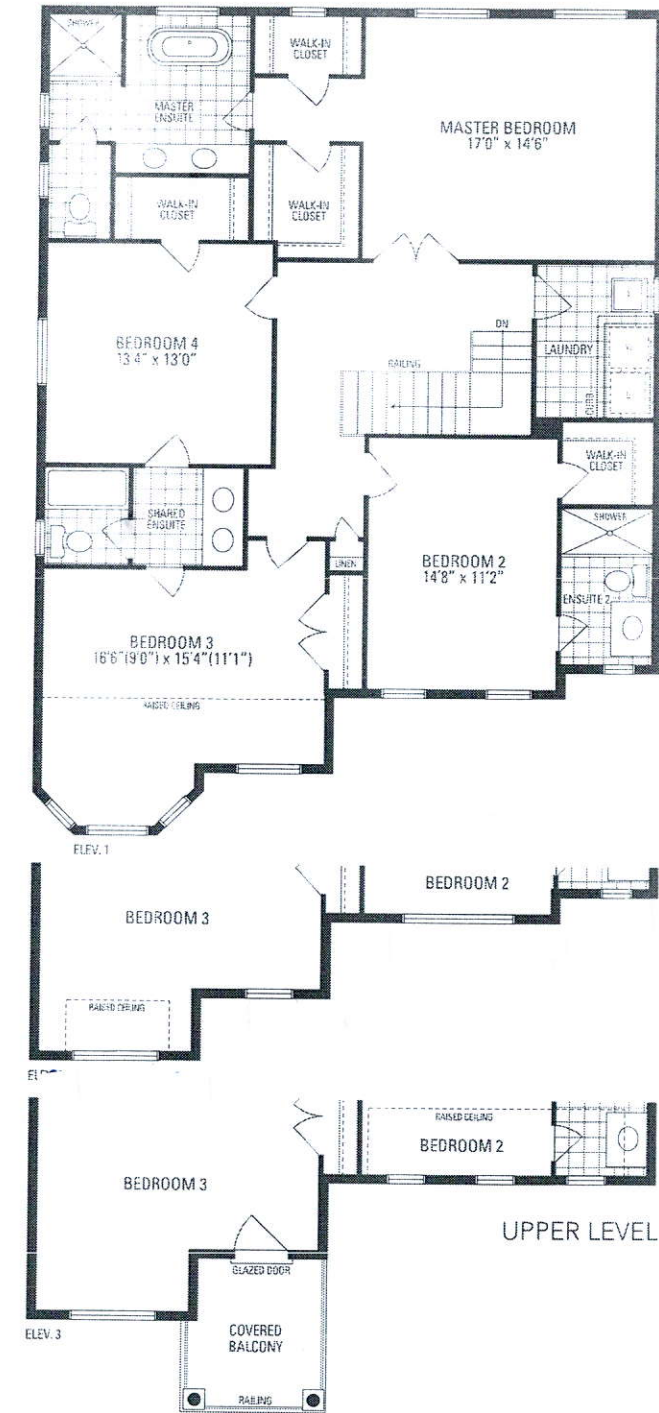 SHOWER
WALK-IN
CLOSET
MASTER
ENSUITE
MASTER BEDROOM
17'0" x 14'6"
WALK-IN
CLOSET
WALK-IN
CLOSET
BEDROOM 4
13'4" x 13'0"
DN
RAILING
LAUNDRY
CURB
WALK-IN
CLOSET
SHARED
ENSUITE
SHOWER
LINEN
BEDROOM 2
14'8" x 11'2"
ENSUITE 2
BEDROOM 3
16'6"(9'0") x 15'4"(11'1")
RAISED CEILING
ELEV. 1
BEDROOM 2
BEDROOM 3
RAISED CEILING
RAISED CEILING
BEDROOM 2
BEDROOM 3
UPPER LEVEL
GLAZED DOOR
ELEV. 3
COVERED
BALCONY
RAILING